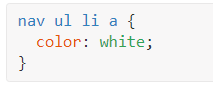 nav ul li a {
  color: white;
}